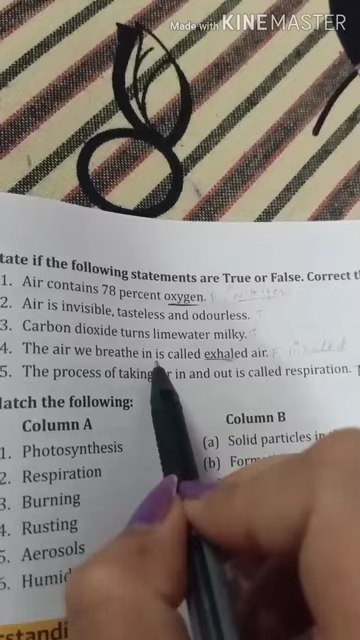 Made with KINEMASTER
tate if the following statements are True or False. Correct t
1. Air contains 78 percent oxygen.
2. Air is invisible, tasteless and odourless. T
3. Carbon dioxide turns limewater milky. T
4. The air we breathe in is called exhaled air. F
5. The process of taking in and out is called respiration.
latch the following:
Column A
Column B
1. Photosynthesis
(a) Solid particles in
2. Respiration
(b)
3. Burning
4. Rusting
5. Aerosols
6. Humid
rstandi